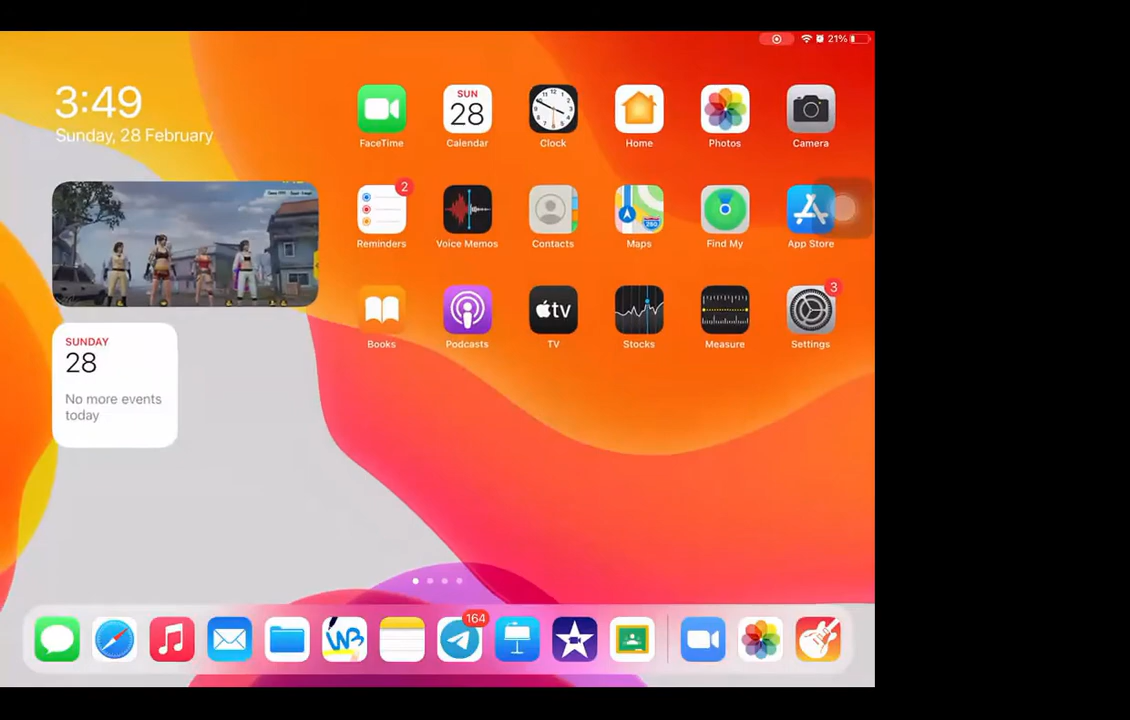 21%
3:49
Sunday, 28 February
SUN
28
FaceTime
Calendar
Clock
Home
Photos
Camera
2
Reminders
Voice Memos
Contacts
Maps
Find My
App Store
3
Books
tv
Podcasts
TV
Stocks
Measure
Settings
SUNDAY
28
No more events
today
164
WB